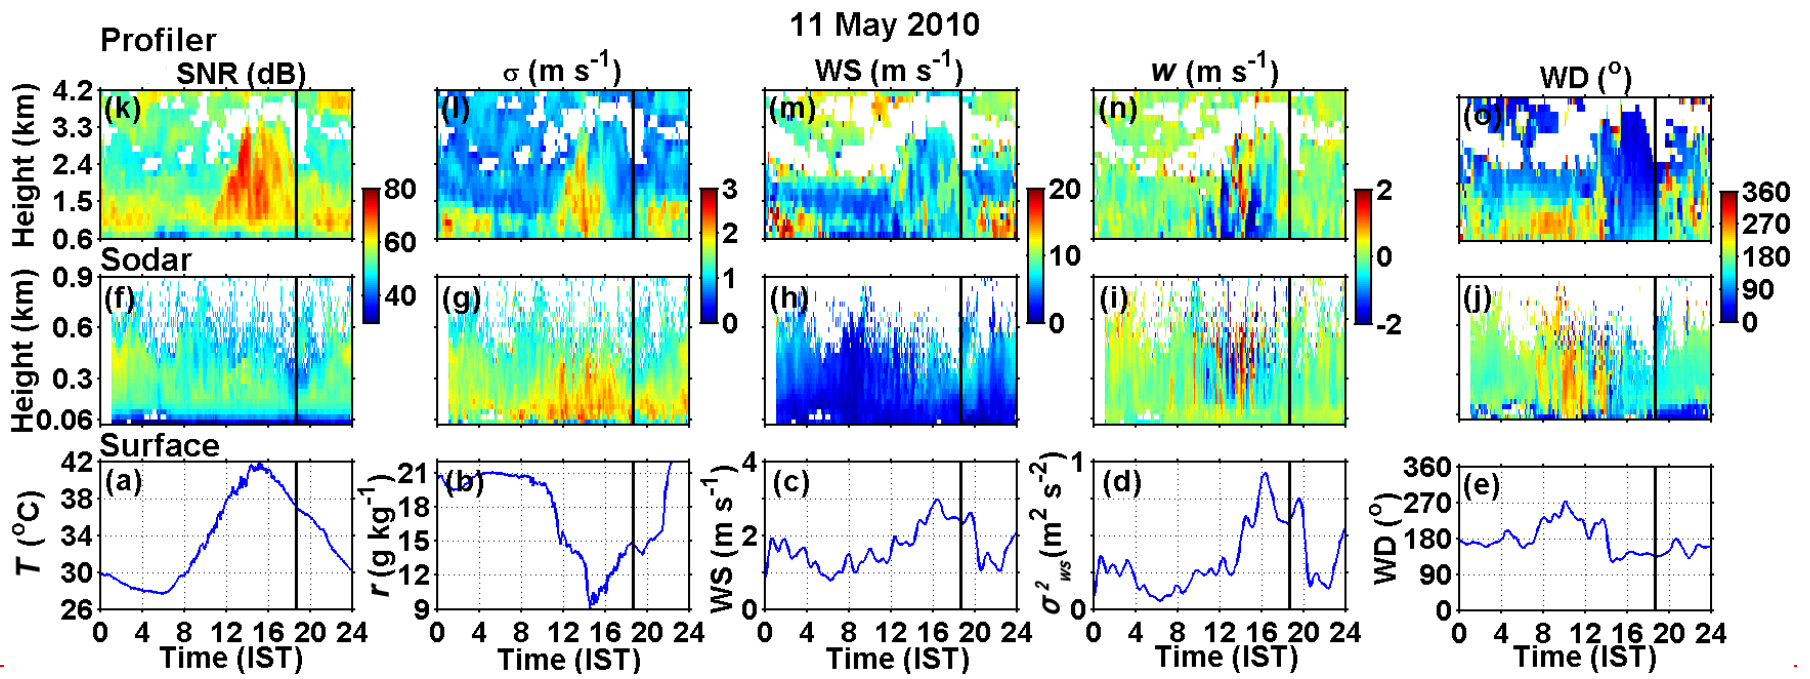 11 May 2010
Profiler
SNR (dB) σ (m s⁻¹) WS (m s⁻¹) w (m s⁻¹) WD (°)
Height (km)
4.2
3.3
2.4
1.5
0.6
(k) (l) (m) (n) (o)
80
60
40
3
2
1
0
20
10
0
2
0
-2
360
270
180
90
0
Sodar
Height (km)
0.9
0.6
0.3
0.06
(f) (g) (h) (i) (j)
Surface
T (°C)
42
38
34
30
26
(a)
0 4 8 12 16 20 24
Time (IST)
r (g kg⁻¹)
21
18
15
12
9
(b)
0 4 8 12 16 20 24
Time (IST)
WS (m s⁻¹)
4
2
0
(c)
0 4 8 12 16 20 24
Time (IST)
σ²ws (m² s⁻²)
1
0
(d)
0 4 8 12 16 20 24
Time (IST)
WD (°)
360
270
180
90
0
(e)
0 4 8 12 16 20 24
Time (IST)